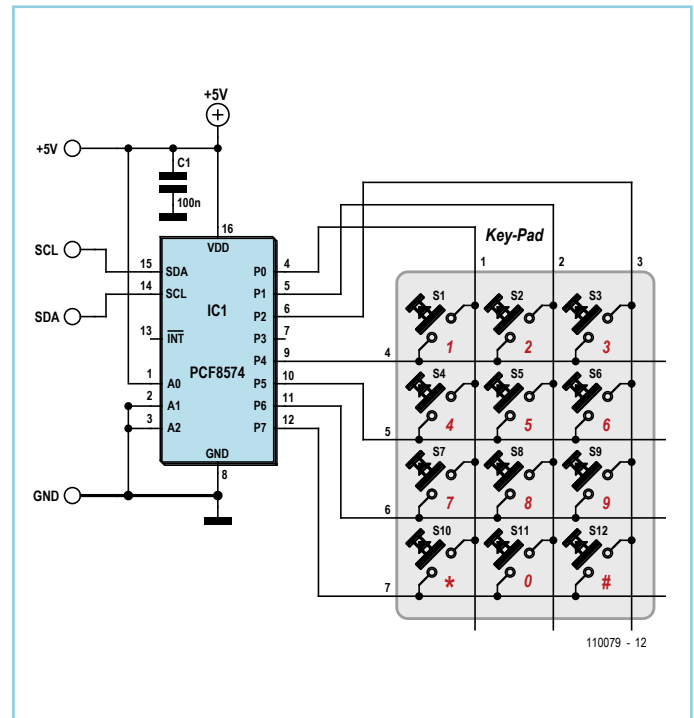 +5V
+5V
C1
100n
16
VDD
Key-Pad
1 2 3
SCL
15 SDA P0 4
SDA
14 SCL P1 5
IC1
P2 6
13 INT P3 7
P4 9
PCF8574
1 A0 P5 10
2 A1 P6 11
3 A2 P7 12
GND
8
GND
S1 S2 S3
4 1 2 3
S4 S5 S6
5 4 5 6
S7 S8 S9
6 7 8 9
S10 S11 S12
7 * 0 #
110079 - 12